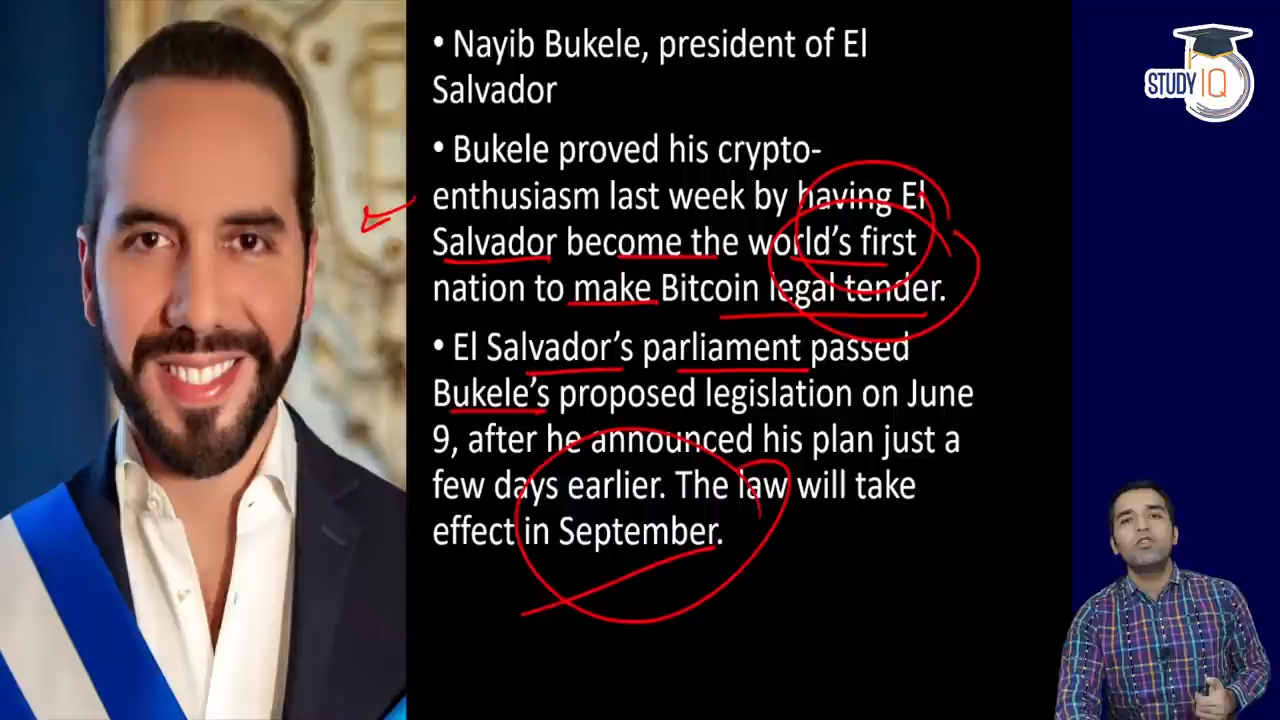 • Nayib Bukele, president of El
Salvador
• Bukele proved his crypto-
enthusiasm last week by having El
Salvador become the world’s first
nation to make Bitcoin legal tender.
• El Salvador’s parliament passed
Bukele’s proposed legislation on June
9, after he announced his plan just a
few days earlier. The law will take
effect in September.
STUDY IQ